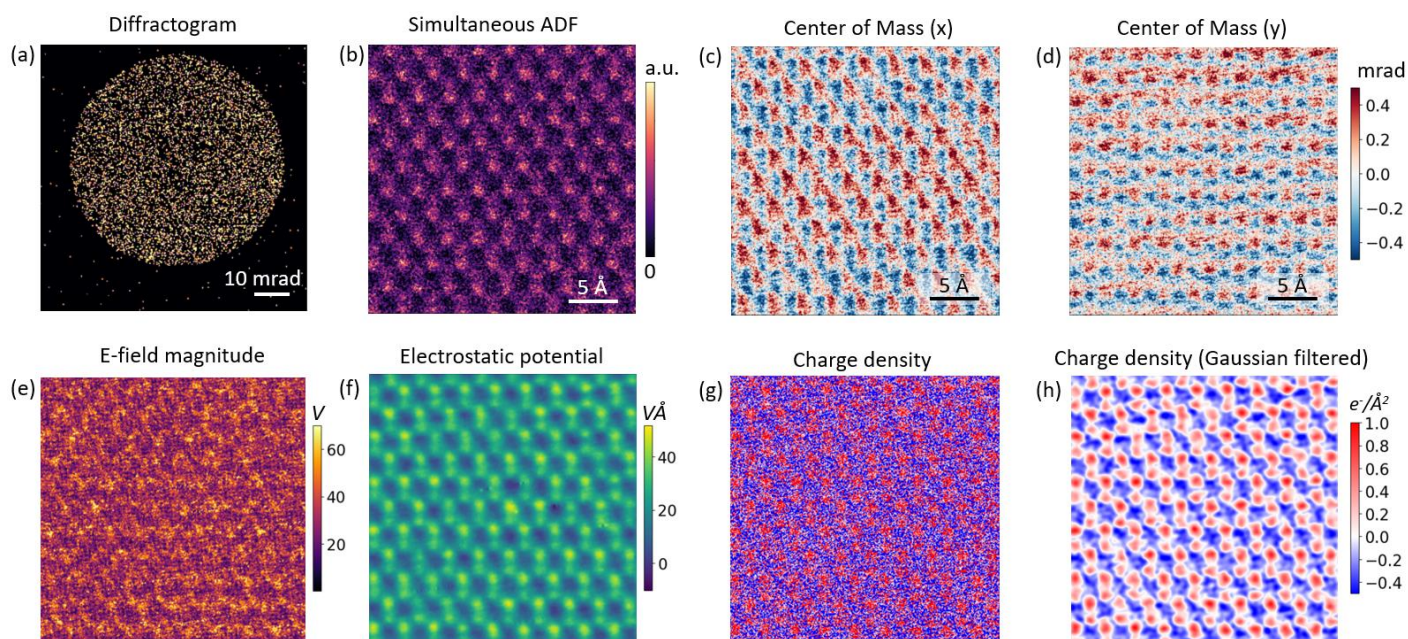 Diffractogram
Simultaneous ADF
Center of Mass (x)
Center of Mass (y)
(a)
(b)
(c)
(d)
a.u.
0
mrad
0.4
0.2
0.0
−0.2
−0.4
10 mrad
5 Å
5 Å
5 Å
E-field magnitude
Electrostatic potential
Charge density
Charge density (Gaussian filtered)
(e)
(f)
(g)
(h)
V
60
40
20
VÅ
40
20
0
e-/Å²
1.0
0.8
0.6
0.4
0.2
0.0
−0.2
−0.4